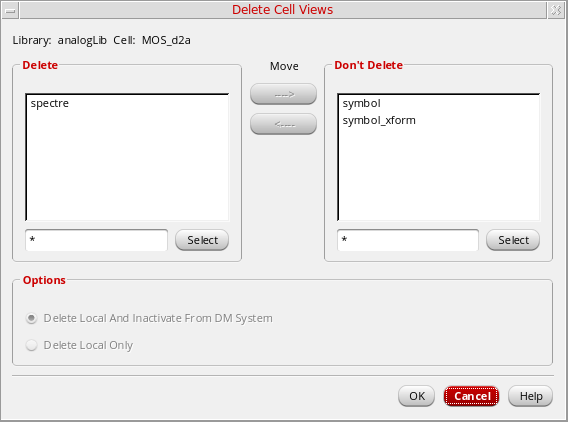 Delete Cell Views
Library: analogLib Cell: MOS_d2a
Delete
Move
Don't Delete
spectre
---->
<----
symbol
symbol_xform
*
Select
*
Select
Options
Delete Local And Inactivate From DM System
Delete Local Only
OK
Cancel
Help